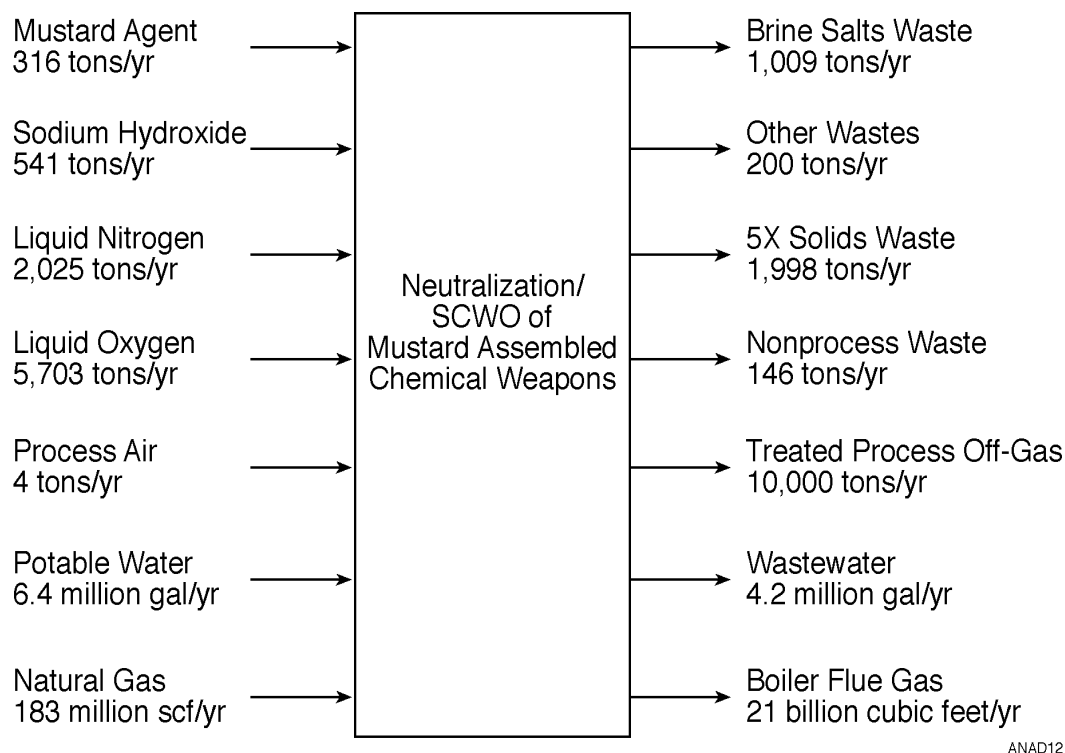 Mustard Agent
316 tons/yr
Sodium Hydroxide
541 tons/yr
Liquid Nitrogen
2,025 tons/yr
Liquid Oxygen
5,703 tons/yr
Process Air
4 tons/yr
Potable Water
6.4 million gal/yr
Natural Gas
183 million scf/yr
Neutralization/
SCWO of
Mustard Assembled
Chemical Weapons
Brine Salts Waste
1,009 tons/yr
Other Wastes
200 tons/yr
5X Solids Waste
1,998 tons/yr
Nonprocess Waste
146 tons/yr
Treated Process Off-Gas
10,000 tons/yr
Wastewater
4.2 million gal/yr
Boiler Flue Gas
21 billion cubic feet/yr
ANAD12